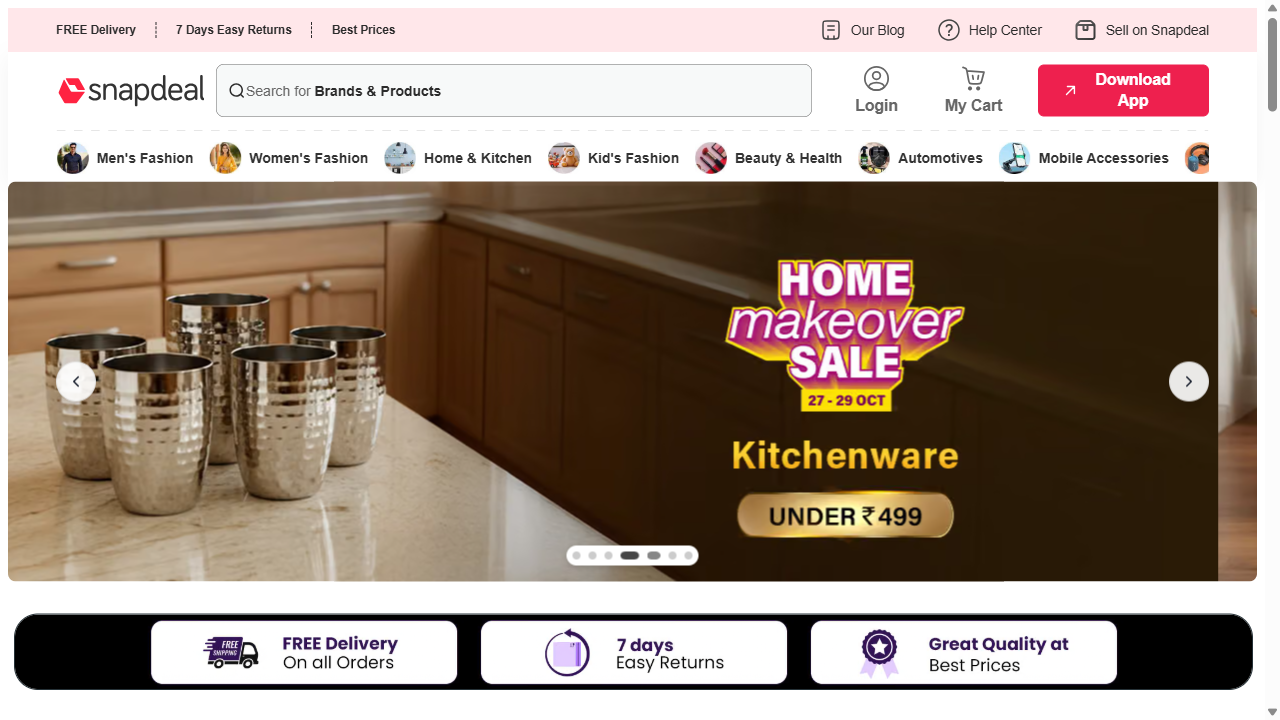 FREE Delivery
7 Days Easy Returns
Best Prices
Our Blog
Help Center
Sell on Snapdeal
snapdeal
Search for Brands & Products
Login
My Cart
Download
App
Men's Fashion
Women's Fashion
Home & Kitchen
Kid's Fashion
Beauty & Health
Automotives
Mobile Accessories
HOME
makeover
SALE
27 - 29 OCT
Kitchenware
UNDER ₹499
FREE
SHIPPING
FREE Delivery
On all Orders
7 days
Easy Returns
Great Quality at
Best Prices